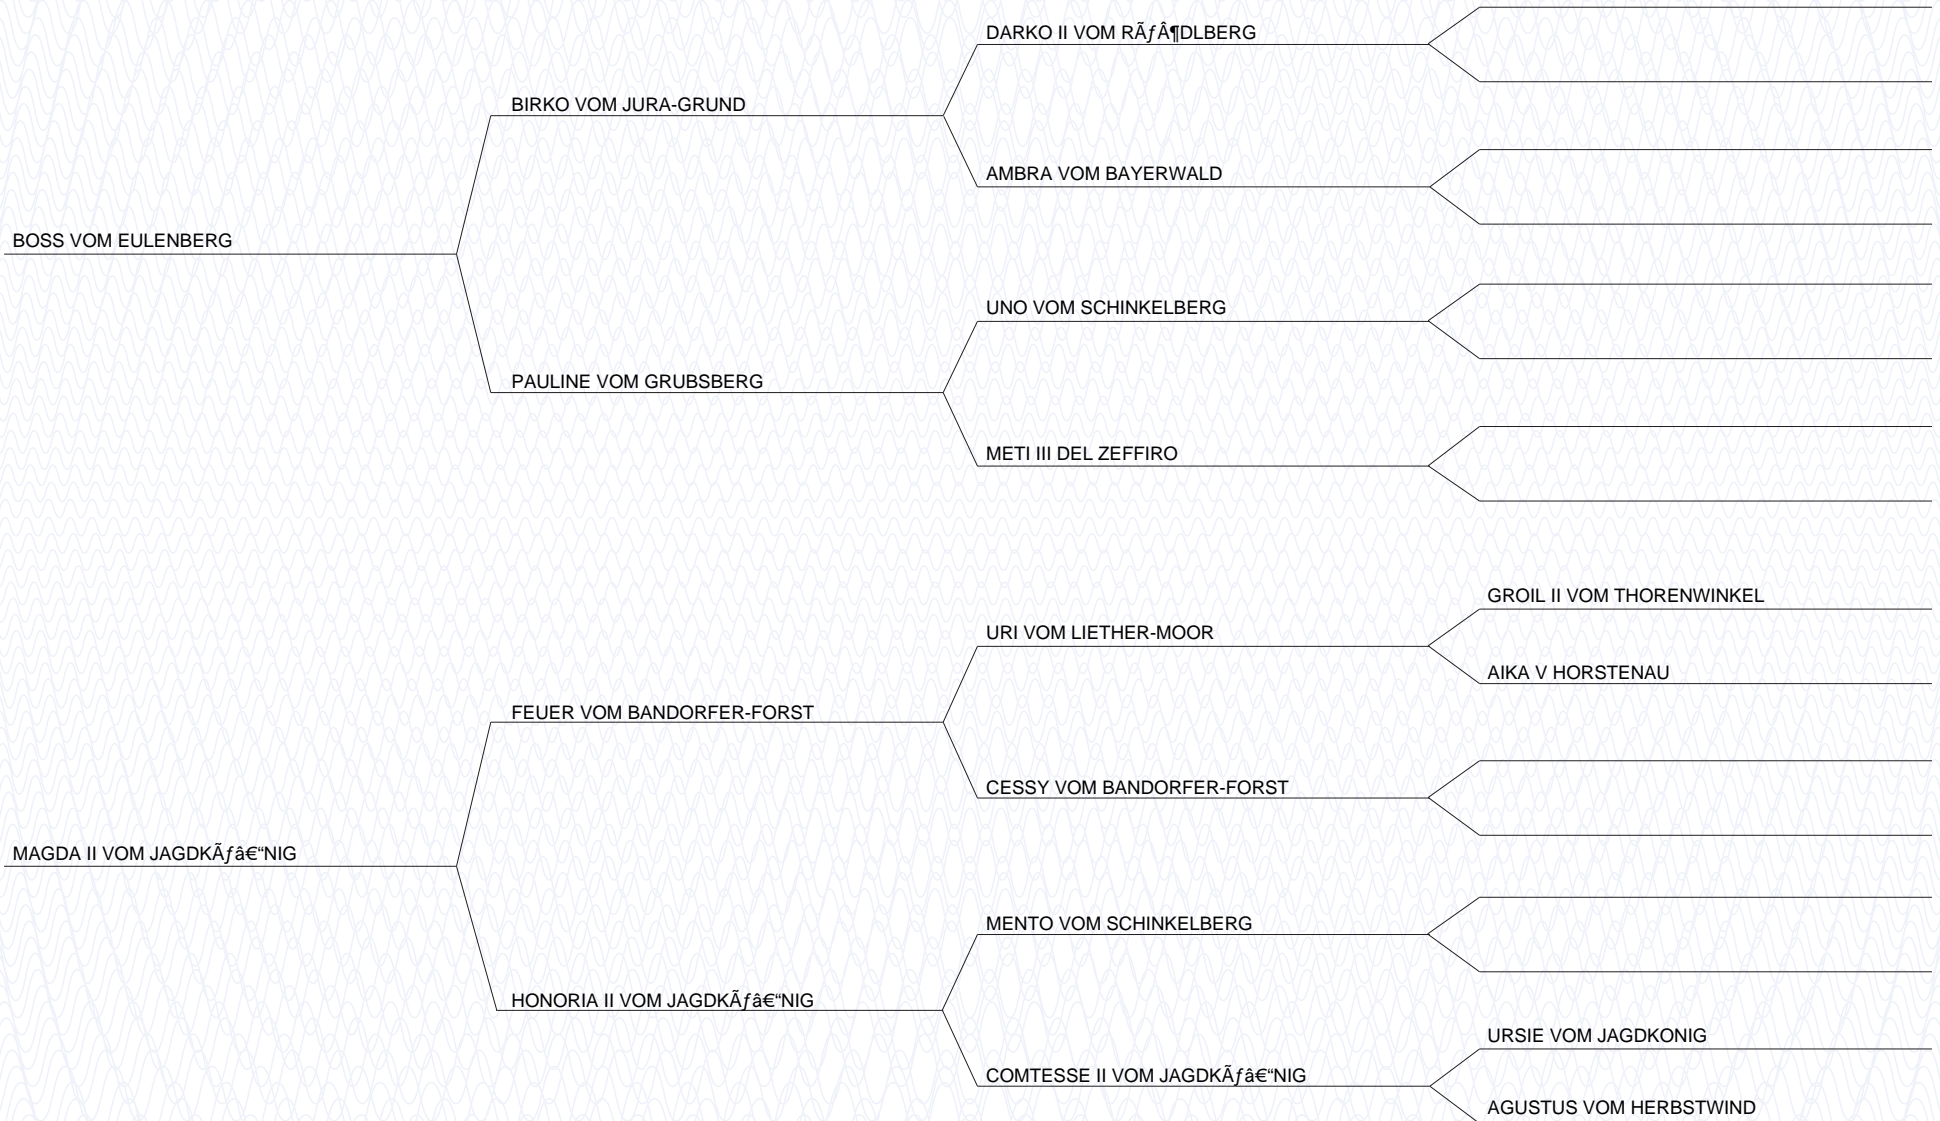 DARKO II VOM RÃƒÂ¶DLBERG
BIRKO VOM JURA-GRUND
AMBRA VOM BAYERWALD
BOSS VOM EULENBERG
UNO VOM SCHINKELBERG
PAULINE VOM GRUBSBERG
METI III DEL ZEFFIRO
GROIL II VOM THORENWINKEL
URI VOM LIETHER-MOOR
AIKA V HORSTENAU
FEUER VOM BANDORFER-FORST
CESSY VOM BANDORFER-FORST
MAGDA II VOM JAGDKÃƒâ€“NIG
MENTO VOM SCHINKELBERG
HONORIA II VOM JAGDKÃƒâ€“NIG
URSIE VOM JAGDKONIG
COMTESSE II VOM JAGDKÃƒâ€“NIG
AGUSTUS VOM HERBSTWIND